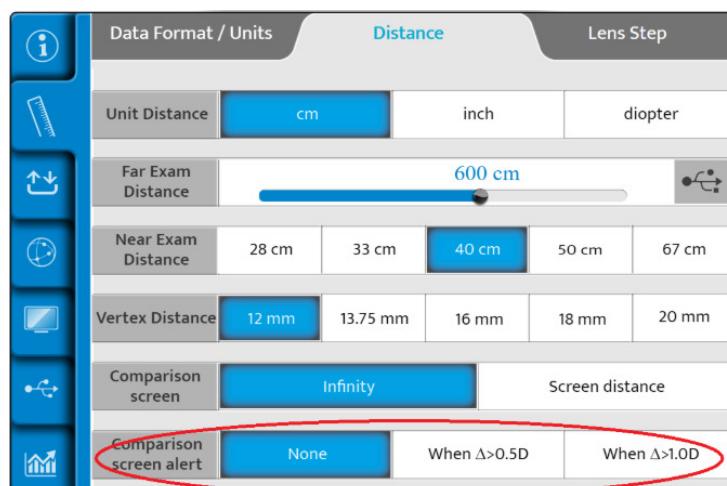 Data Format / Units Distance Lens Step
Unit Distance cm inch diopter
Far Exam
Distance
600 cm
Near Exam
Distance
28 cm 33 cm 40 cm 50 cm 67 cm
Vertex Distance 12 mm 13.75 mm 16 mm 18 mm 20 mm
Comparison
screen
Infinity Screen distance
Comparison
screen alert
None When Δ>0.5D When Δ>1.0D